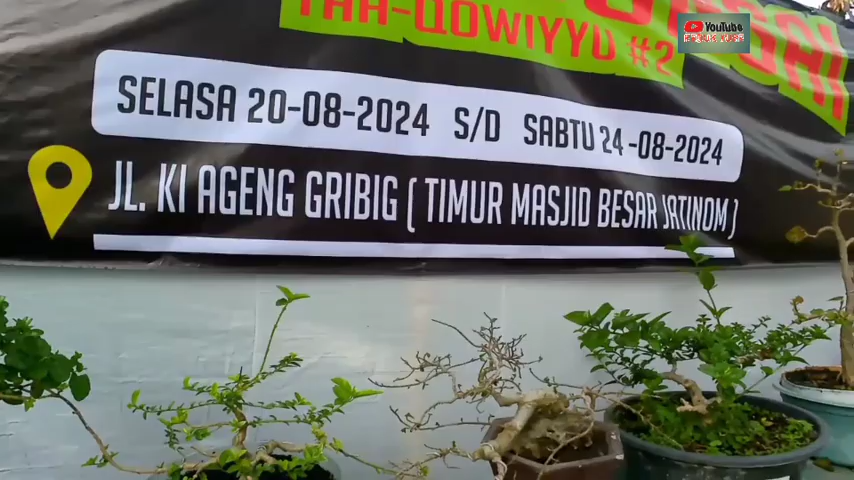 YAA-QOWIYYU #2
YouTube
SELASA 20-08-2024 S/D SABTU 24-08-2024
JL. KI AGENG GRIBIG ( TIMUR MASJID BESAR JATINOM )